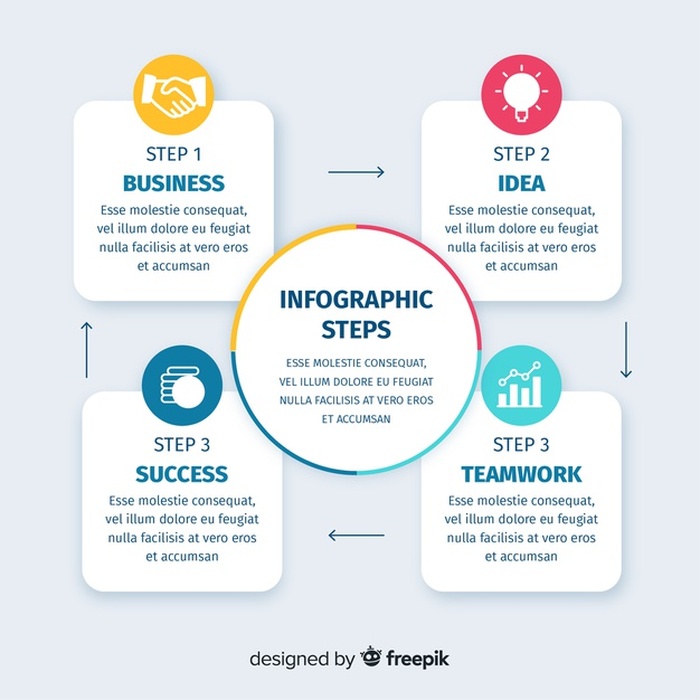 STEP 1
BUSINESS
Esse molestie consequat,
vel illum dolore eu feugiat
nulla facilisis at vero eros
et accumsan
STEP 2
IDEA
Esse molestie consequat,
vel illum dolore eu feugiat
nulla facilisis at vero eros
et accumsan
INFOGRAPHIC
STEPS
ESSE MOLESTIE CONSEQUAT,
VEL ILLUM DOLORE EU FEUGIAT
NULLA FACILISIS AT VERO EROS
ET ACCUMSAN
STEP 3
SUCCESS
Esse molestie consequat,
vel illum dolore eu feugiat
nulla facilisis at vero eros
et accumsan
STEP 3
TEAMWORK
Esse molestie consequat,
vel illum dolore eu feugiat
nulla facilisis at vero eros
et accumsan
designed by freepik